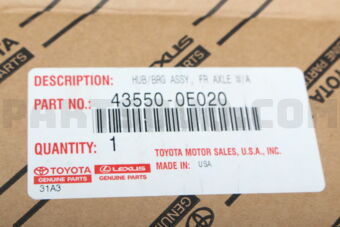 DESCRIPTION: HUB/BRG ASSY., FR AXLE W/A
PART NO.: 43550-0E020
QUANTITY: 1
TOYOTA MOTOR SALES, U.S.A., INC.
MADE IN: USA
TOYOTA LEXUS
GENUINE PARTS GENUINE PARTS
31A3